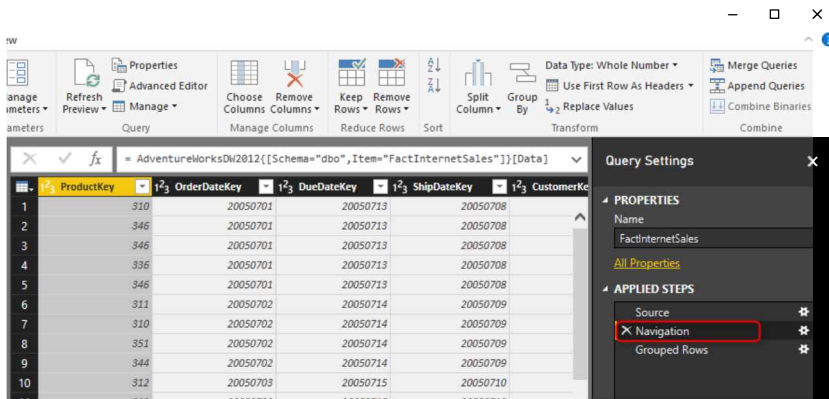 Properties
Advanced Editor
Manage
Refresh
Preview
Query
Choose
Columns
Remove
Columns
Manage Columns
Keep
Rows
Remove
Rows
Reduce Rows
Sort
Split
Column
Group
By
Data Type: Whole Number
Use First Row As Headers
Replace Values
Transform
Merge Queries
Append Queries
Combine Binaries
Combine
fx = AdventureWorksDW2012{[Schema="dbo",Item="FactInternetSales"]}[Data]
ProductKey OrderDateKey DueDateKey ShipDateKey CustomerKe
1 310 20050701 20050713 20050708
2 346 20050701 20050713 20050708
3 346 20050701 20050713 20050708
4 336 20050701 20050713 20050708
5 346 20050701 20050713 20050708
6 311 20050702 20050714 20050709
7 310 20050702 20050714 20050709
8 351 20050702 20050714 20050709
9 344 20050702 20050714 20050709
10 312 20050703 20050715 20050710
Query Settings
PROPERTIES
Name
FactInternetSales
All Properties
APPLIED STEPS
Source
Navigation
Grouped Rows